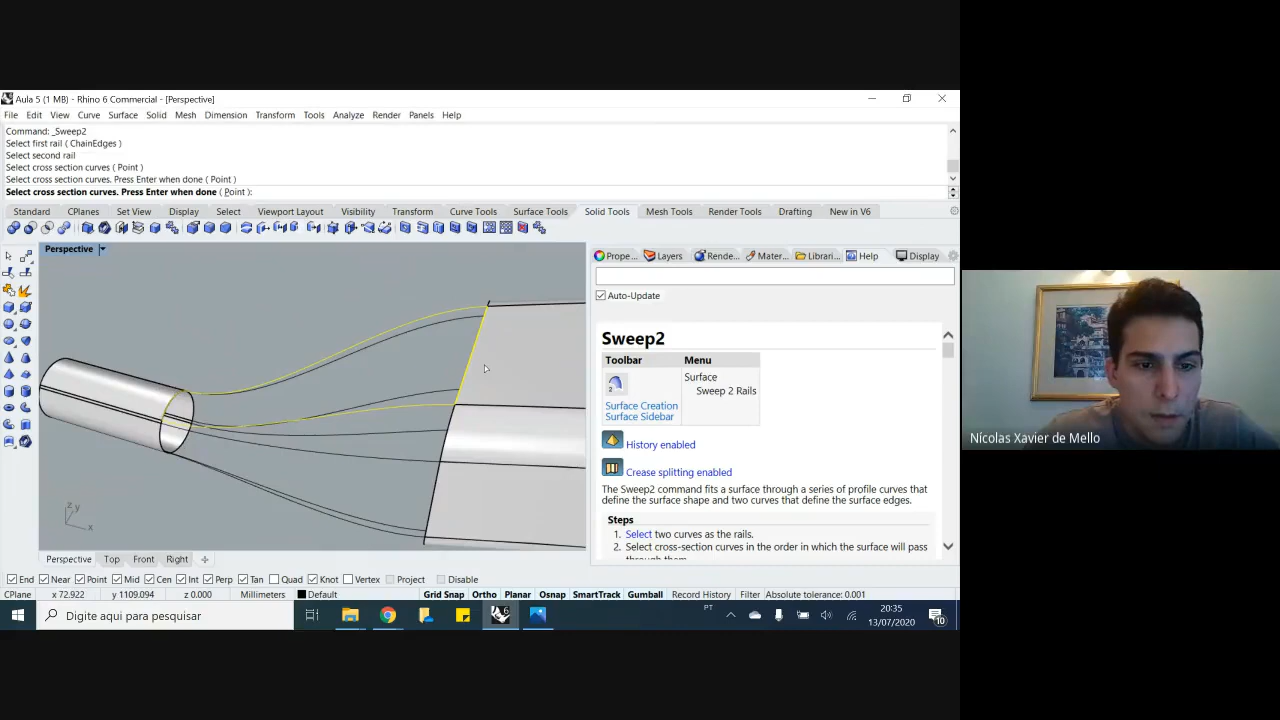 Aula 5 (1 MB) - Rhino 6 Commercial - [Perspective]
File Edit View Curve Surface Solid Mesh Dimension Transform Tools Analyze Render Panels Help
Command: _Sweep2
Select first rail ( ChainEdges )
Select second rail
Select cross section curves ( Point )
Select cross section curves. Press Enter when done ( Point )
Select cross section curves. Press Enter when done ( Point ):
Standard CPlanes Set View Display Select Viewport Layout Visibility Transform Curve Tools Surface Tools Solid Tools Mesh Tools Render Tools Drafting New in V6
Perspective
Prope... Layers Rende... Mater... Librari... Help Display
Auto-Update
Sweep2
Toolbar Menu
2
Surface Creation
Surface Sidebar
Surface
Sweep 2 Rails
History enabled
Crease splitting enabled
The Sweep2 command fits a surface through a series of profile curves that
define the surface shape and two curves that define the surface edges.
Steps
1. Select two curves as the rails.
2. Select cross-section curves in the order in which the surface will pass
through them.
z y
x
Perspective Top Front Right
End Near Point Mid Cen Int Perp Tan Quad Knot Vertex Project Disable
CPlane x 72.922 y 1109.094 z 0.000 Millimeters Default Grid Snap Ortho Planar Osnap SmartTrack Gumball Record History Filter Absolute tolerance: 0.001
Digite aqui para pesquisar
PT
20:35
13/07/2020
10
Nícolas Xavier de Mello